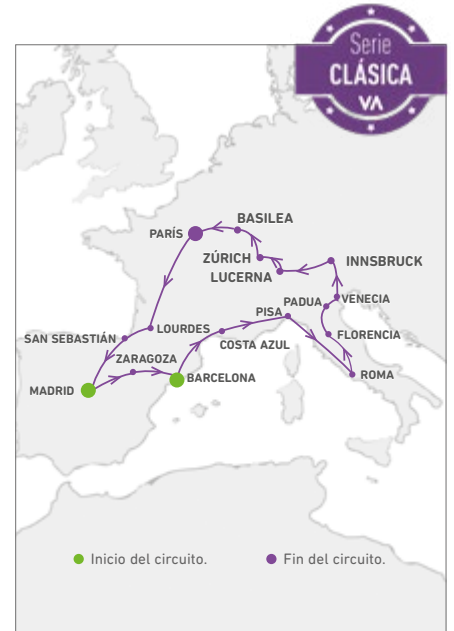 Serie
CLÁSICA
VA
BASILEA
PARÍS
ZÚRICH
INNSBRUCK
LUCERNA
PADUA
VENECIA
PISA
LOURDES
FLORENCIA
SAN SEBASTIÁN
COSTA AZUL
ZARAGOZA
ROMA
BARCELONA
MADRID
Inicio del circuito.
Fin del circuito.